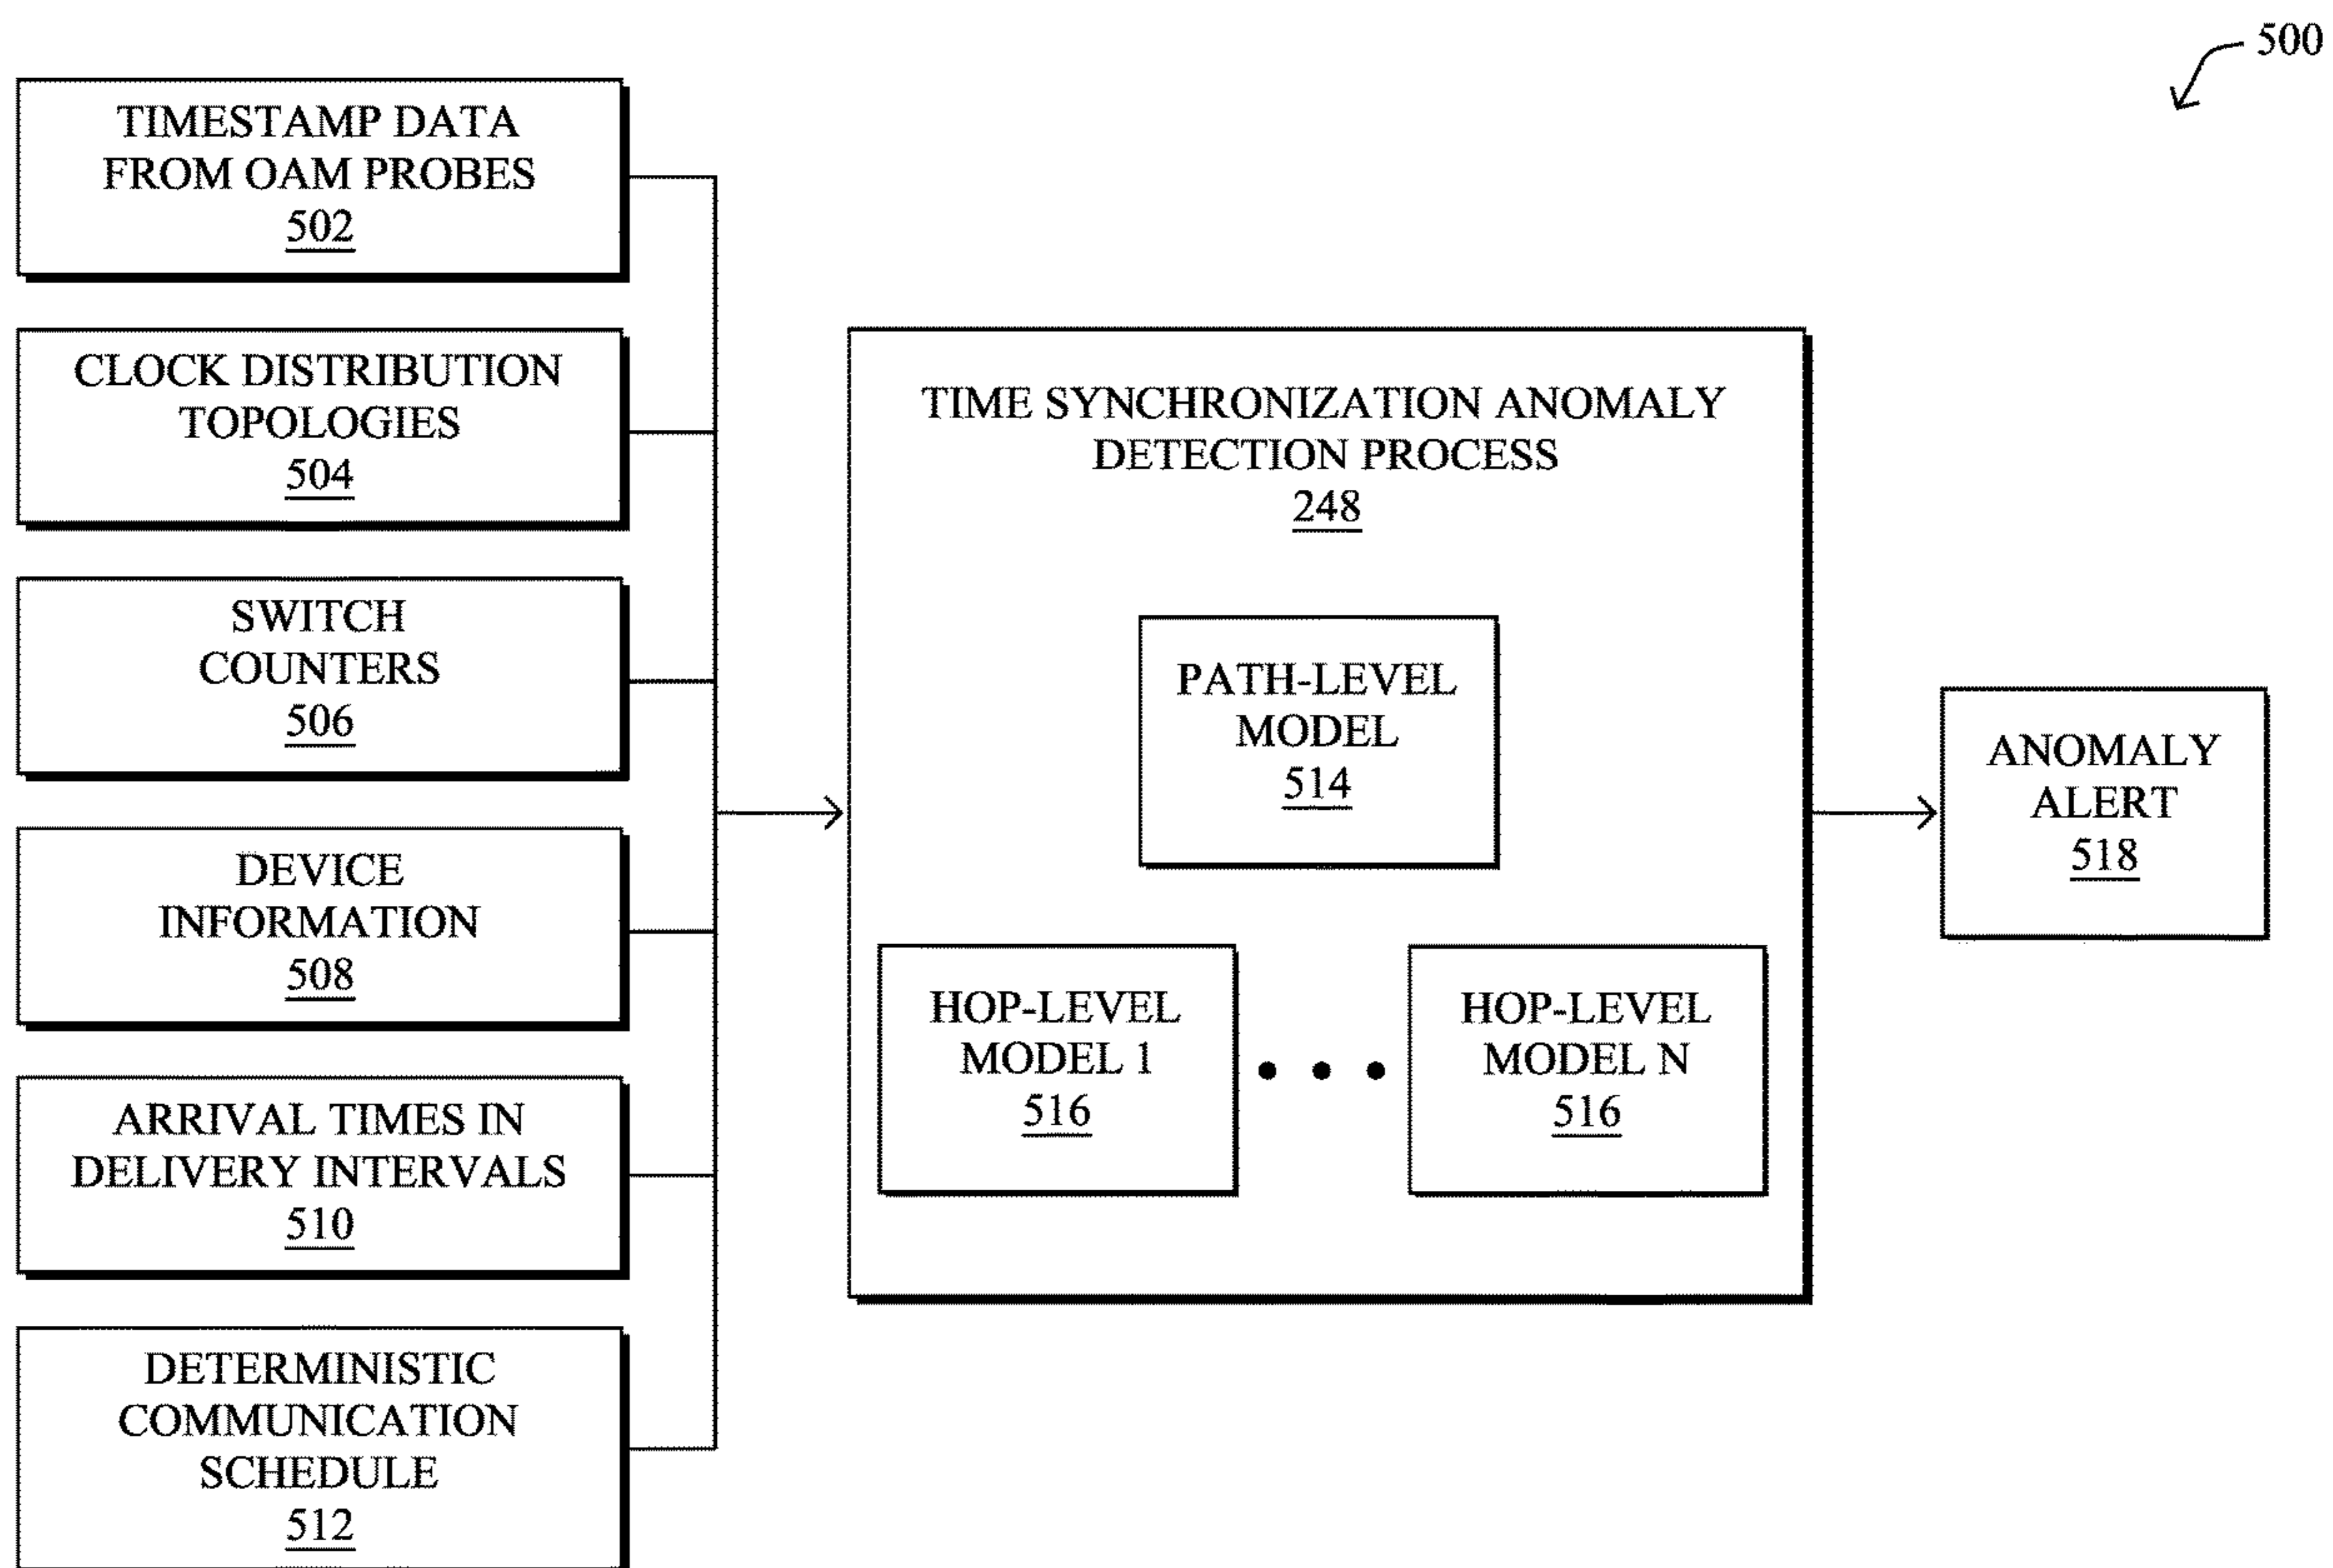 500
TIMESTAMP DATA
FROM OAM PROBES
502
CLOCK DISTRIBUTION
TOPOLOGIES
504
SWITCH
COUNTERS
506
DEVICE
INFORMATION
508
ARRIVAL TIMES IN
DELIVERY INTERVALS
510
DETERMINISTIC
COMMUNICATION
SCHEDULE
512
TIME SYNCHRONIZATION ANOMALY
DETECTION PROCESS
248
PATH-LEVEL
MODEL
514
HOP-LEVEL
MODEL 1
516
HOP-LEVEL
MODEL N
516
ANOMALY
ALERT
518